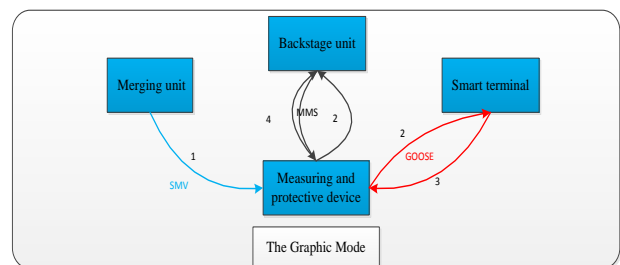 Backstage unit
Merging unit
Smart terminal
4
MMS
2
2
1
GOOSE
SMV
3
Measuring and
protective device
The Graphic Mode